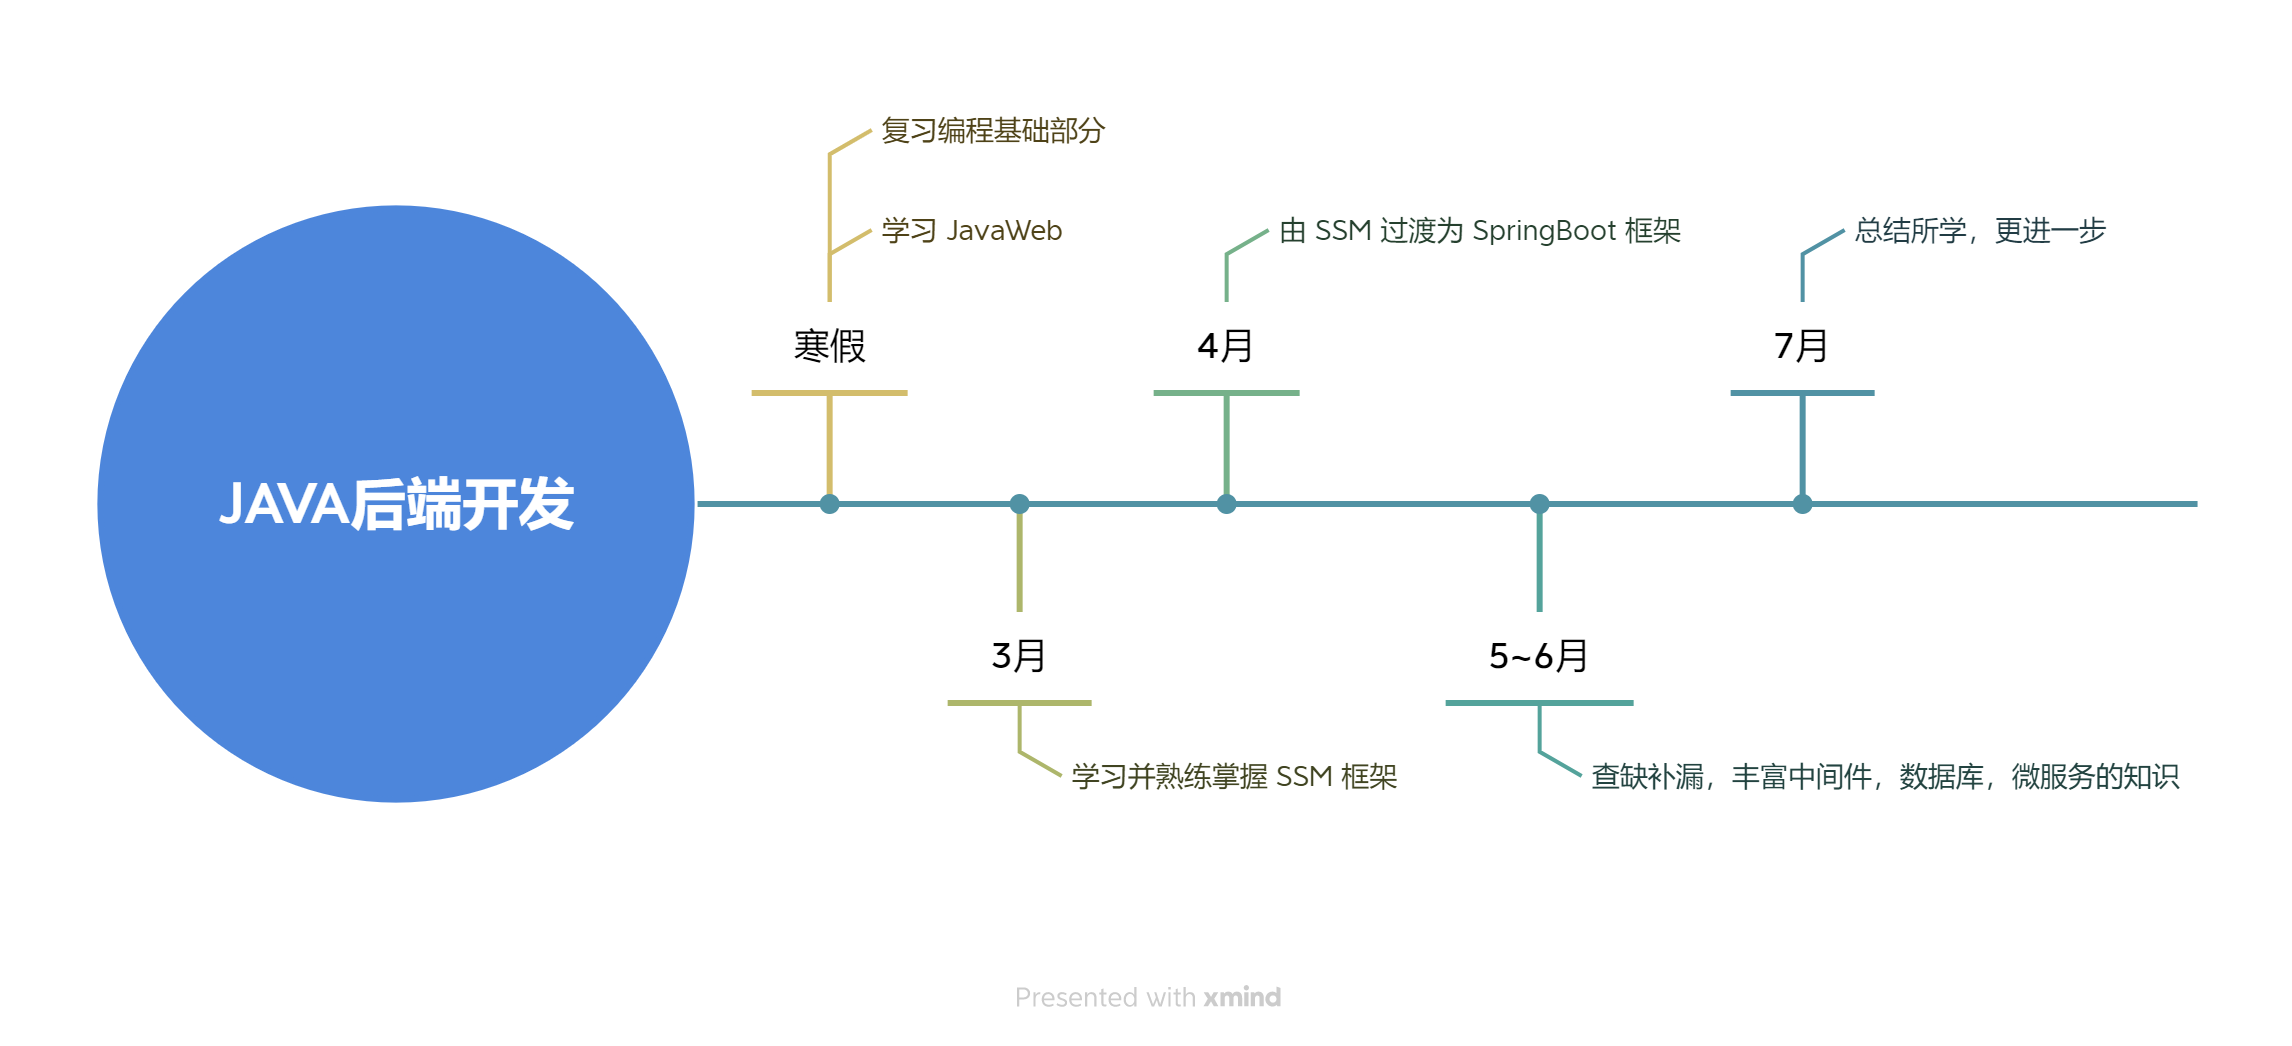 JAVA后端开发
寒假
复习编程基础部分
学习 JavaWeb
3月
学习并熟练掌握 SSM 框架
4月
由 SSM 过渡为 SpringBoot 框架
5~6月
查缺补漏，丰富中间件，数据库，微服务的知识
7月
总结所学，更进一步
Presented with xmind